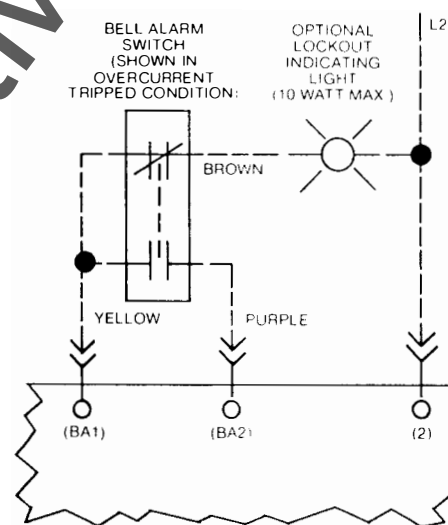 BELL ALARM
SWITCH
(SHOWN IN
OVERCURRENT
TRIPPED CONDITION:
OPTIONAL
LOCKOUT
INDICATING
LIGHT
(10 WATT MAX.)
L2
BROWN
YELLOW
PURPLE
(BA1)
(BA2)
(2)